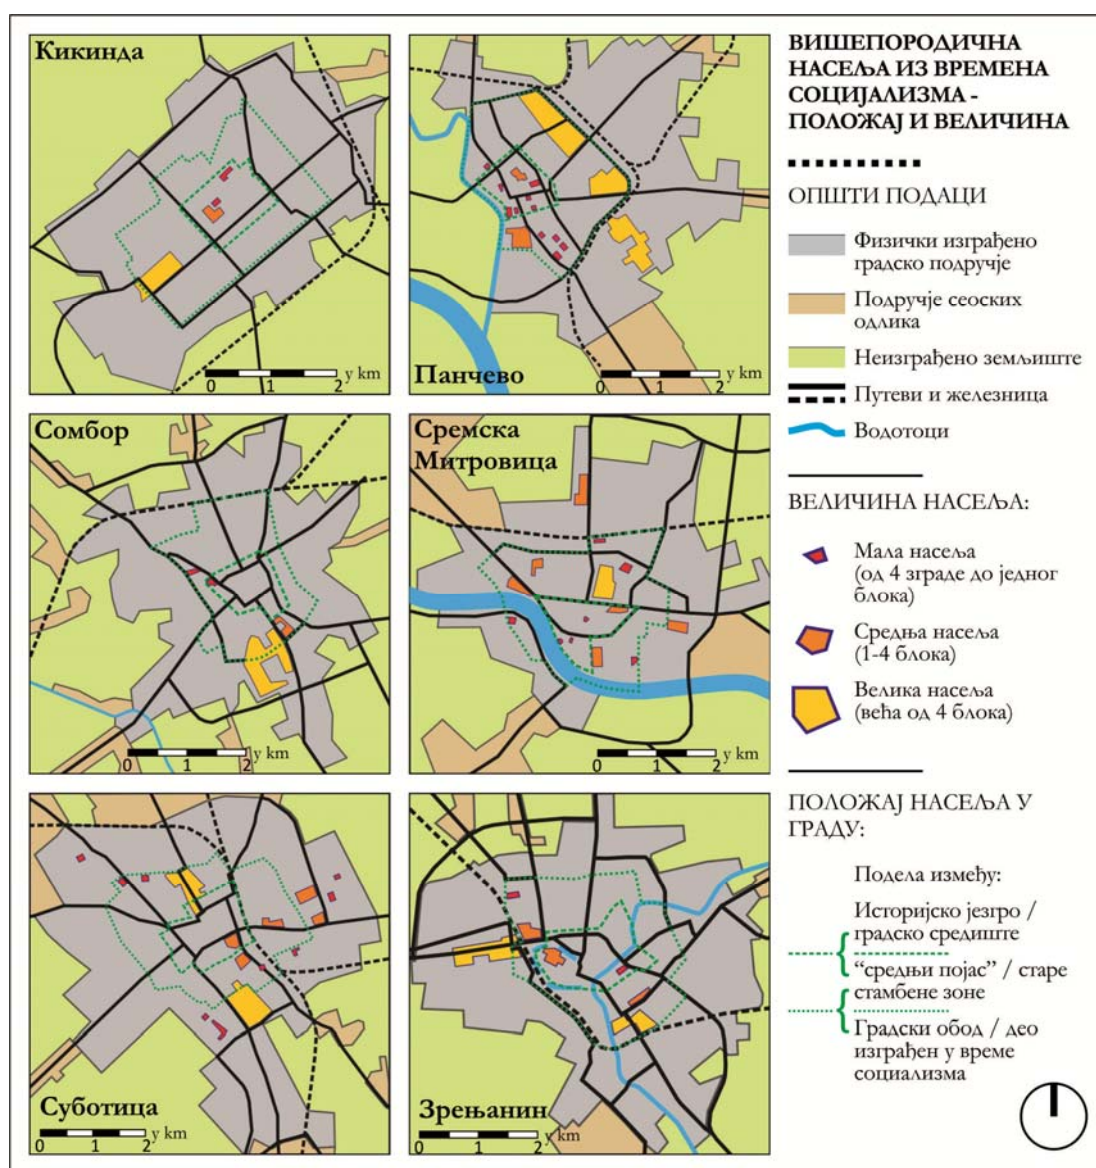 Кикинда
0 1 2 у km
Панчево
0 1 2 у km
Сомбор
0 1 2 у km
Сремска
Митровица
0 1 2 у km
Суботица
0 1 2 у km
Зрењанин
0 1 2 у km
ВИШЕПОРОДИЧНА
НАСЕЉА ИЗ ВРЕМЕНА
СОЦИЈАЛИЗМА -
ПОЛОЖАЈ И ВЕЛИЧИНА
ОПШТИ ПОДАЦИ
Физички изграђено
градско подручје
Подручје сеоских
одлика
Неизграђено земљиште
Путеви и железница
Водотоци
ВЕЛИЧИНА НАСЕЉА:
Мала насеља
(од 4 зграде до једног
блока)
Средња насеља
(1-4 блока)
Велика насеља
(већа од 4 блока)
ПОЛОЖАЈ НАСЕЉА У
ГРАДУ:
Подела између:
Историјско језгро /
градско средиште
“средњи појас” / старе
стамбене зоне
Градски обод / део
изграђен у време
социализма